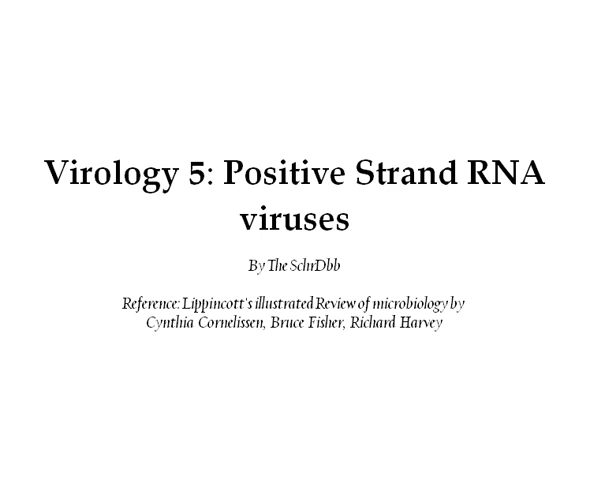 Virology 5: Positive Strand RNA
viruses
By The SchrDbb
Reference: Lippincott's illustrated Review of microbiology by
Cynthia Cornelissen, Bruce Fisher, Richard Harvey